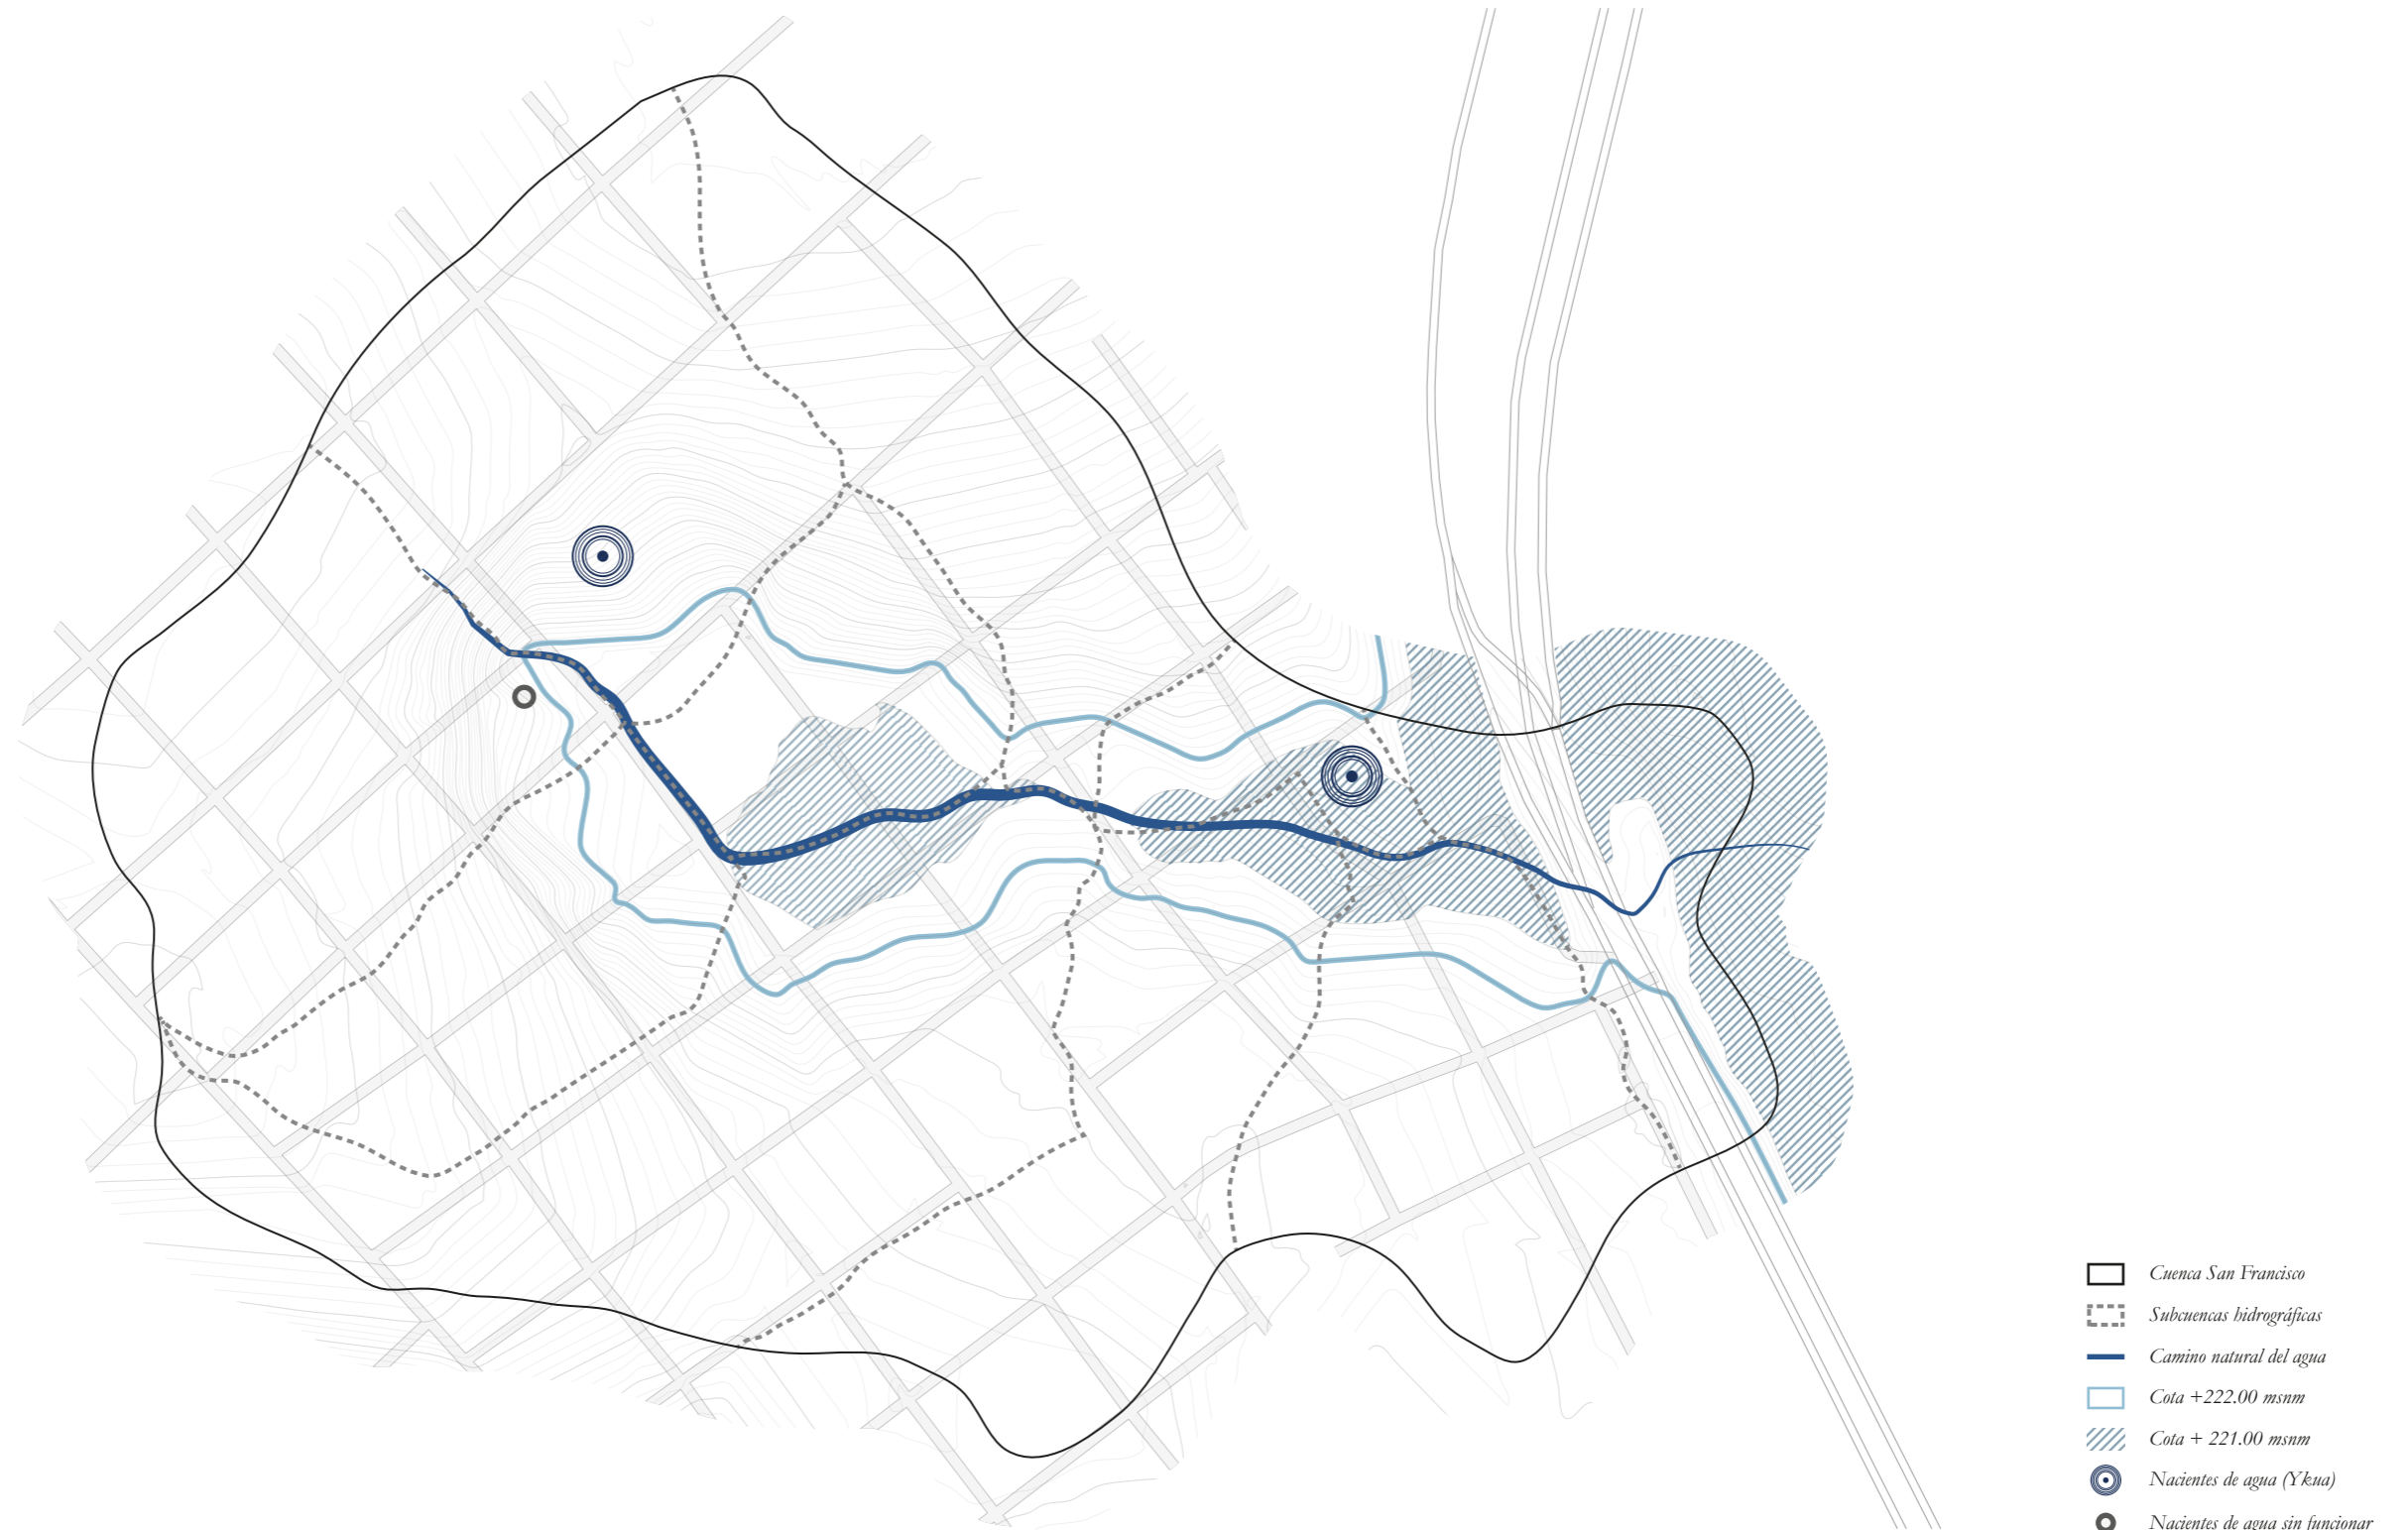 Cuenca San Francisco
Subcuencas hidrográficas
Camino natural del agua
Cota +222.00 msnm
Cota + 221.00 msnm
Nacientes de agua (Ykua)
Nacientes de agua sin funcionar